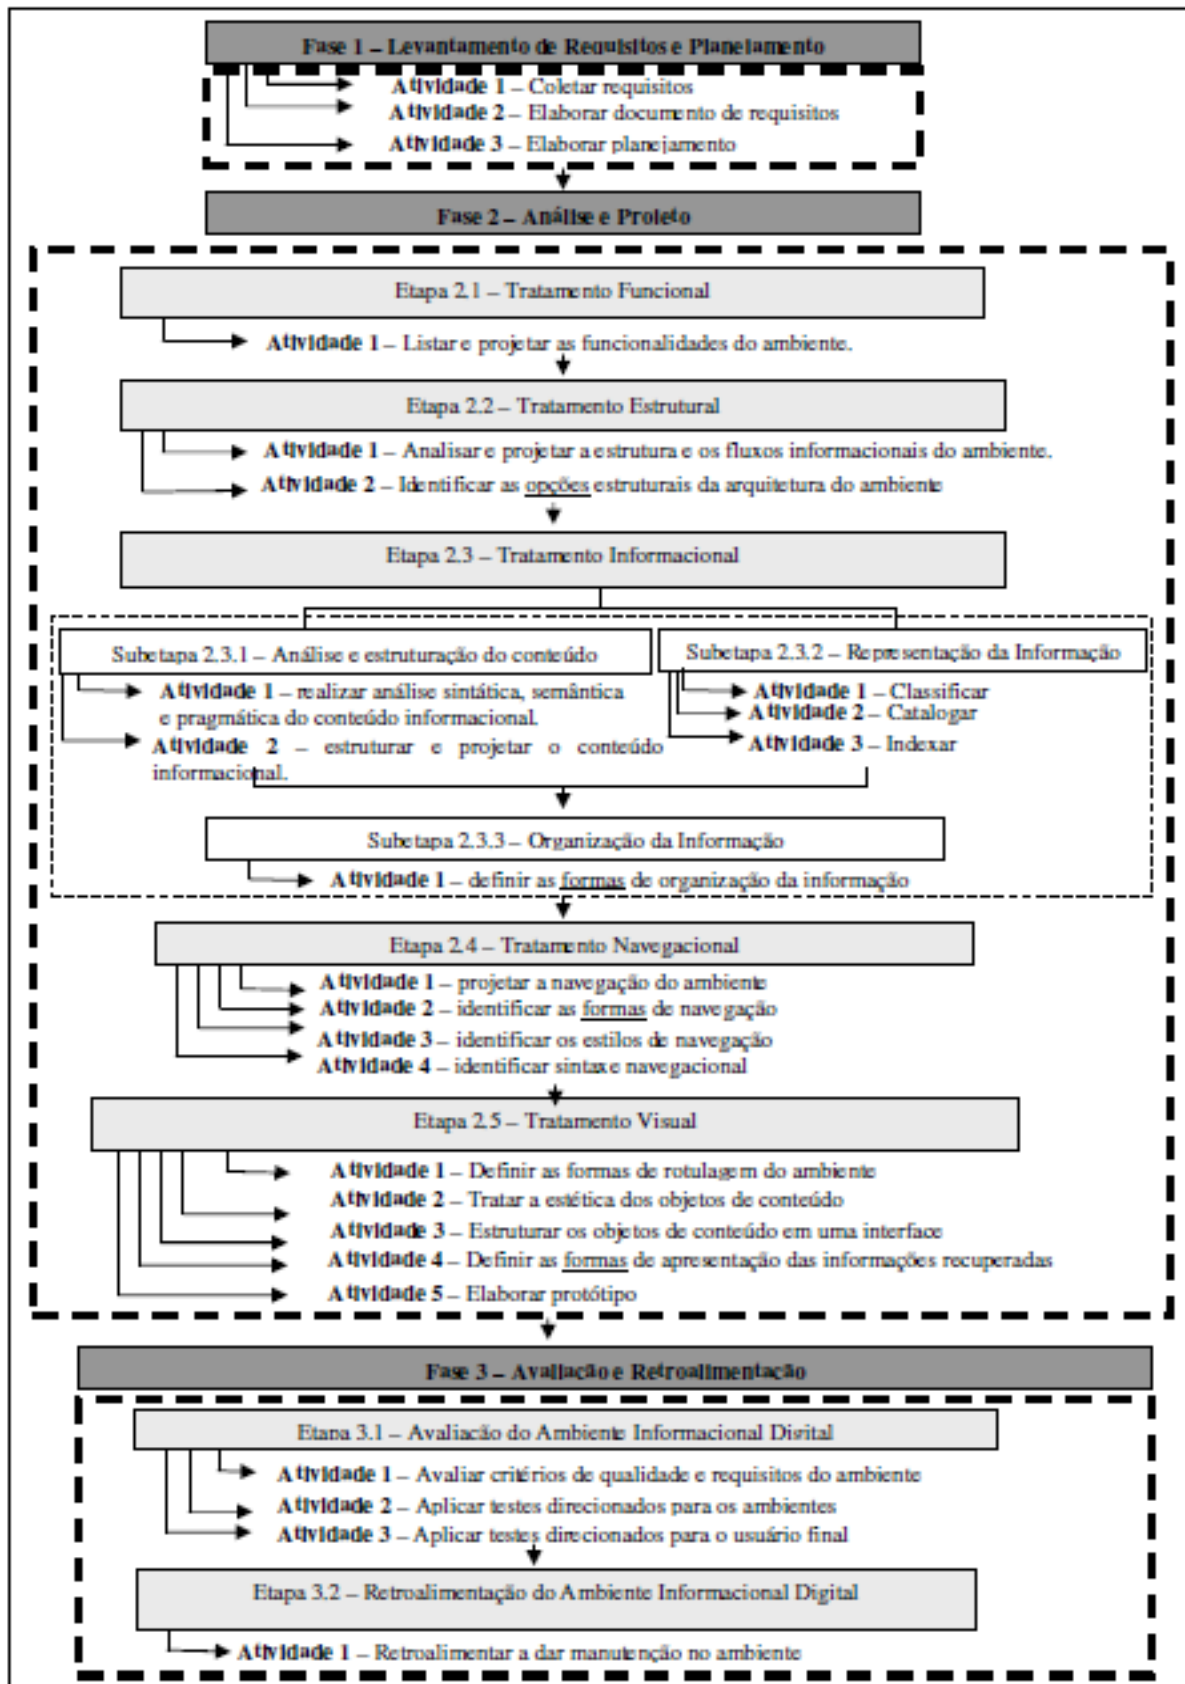 Fase 1 – Levantamento de Requisitos e Planejamento
Atividade 1 – Coletar requisitos
Atividade 2 – Elaborar documento de requisitos
Atividade 3 – Elaborar planejamento
Fase 2 – Análise e Projeto
Etapa 2.1 – Tratamento Funcional
Atividade 1 – Listar e projetar as funcionalidades do ambiente.
Etapa 2.2 – Tratamento Estrutural
Atividade 1 – Analisar e projetar a estrutura e os fluxos informacionais do ambiente.
Atividade 2 – Identificar as opções estruturais da arquitetura do ambiente
Etapa 2.3 – Tratamento Informacional
Subetapa 2.3.1 – Análise e estruturação do conteúdo
Atividade 1 – realizar análise sintática, semântica
e pragmática do conteúdo informacional.
Atividade 2 – estruturar e projetar o conteúdo
informacional.
Subetapa 2.3.2 – Representação da Informação
Atividade 1 – Classificar
Atividade 2 – Catalogar
Atividade 3 – Indexar
Subetapa 2.3.3 – Organização da Informação
Atividade 1 – definir as formas de organização da informação
Etapa 2.4 – Tratamento Navegacional
Atividade 1 – projetar a navegação do ambiente
Atividade 2 – identificar as formas de navegação
Atividade 3 – identificar os estilos de navegação
Atividade 4 – identificar sintaxe navegacional
Etapa 2.5 – Tratamento Visual
Atividade 1 – Definir as formas de rotulagem do ambiente
Atividade 2 – Tratar a estética dos objetos de conteúdo
Atividade 3 – Estruturar os objetos de conteúdo em uma interface
Atividade 4 – Definir as formas de apresentação das informações recuperadas
Atividade 5 – Elaborar protótipo
Fase 3 – Avaliação e Retroalimentação
Etapa 3.1 – Avaliação do Ambiente Informacional Digital
Atividade 1 – Avaliar critérios de qualidade e requisitos do ambiente
Atividade 2 – Aplicar testes direcionados para os ambientes
Atividade 3 – Aplicar testes direcionados para o usuário final
Etapa 3.2 – Retroalimentação do Ambiente Informacional Digital
Atividade 1 – Retroalimentar a dar manutenção no ambiente